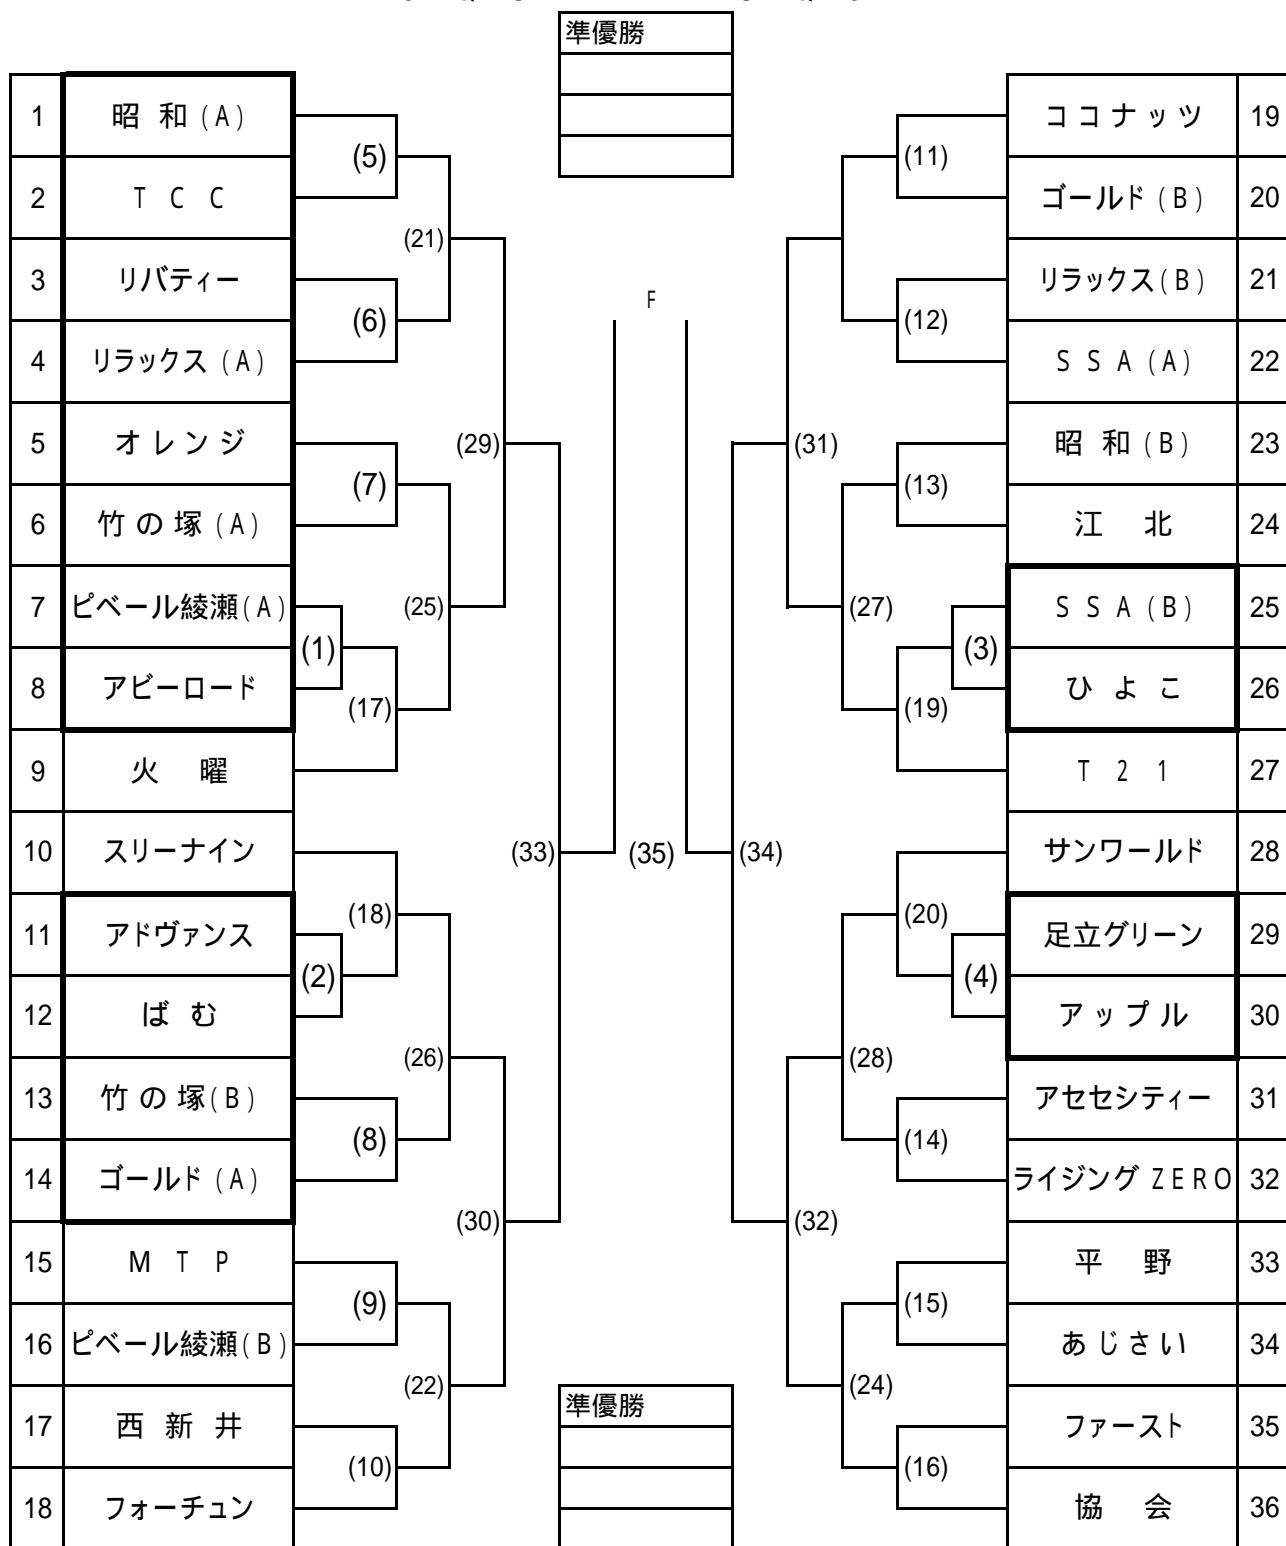 準優勝
1 昭和(A)
(5)
2 TCC
(21)
3 リバティー
(6)
4 リラックス(A)
(29)
5 オレンジ
(7)
6 竹の塚(A)
(25)
7 ピベール綾瀬(A)
(1)
8 アビーロード
(17)
9 火曜
(33)
10 スリーナイン
(18)
11 アドヴァンス
(2)
12 ばむ
(26)
13 竹の塚(B)
(8)
14 ゴールド(A)
(30)
15 MTP
(9)
16 ピベール綾瀬(B)
(22)
17 西新井
(10)
18 フォーチュン
F
(35)
ココナッツ 19
(11)
ゴールド(B) 20
リラックス(B) 21
(12)
SSA(A) 22
(31)
昭和(B) 23
(13)
江北 24
(27)
SSA(B) 25
(3)
ひよこ 26
(19)
T21 27
(34)
サンワールド 28
(20)
足立グリーン 29
(4)
アップル 30
(28)
アセセシティー 31
(14)
ライジングZERO 32
(32)
平野 33
(15)
あじさい 34
(24)
ファースト 35
(16)
協会 36
準優勝